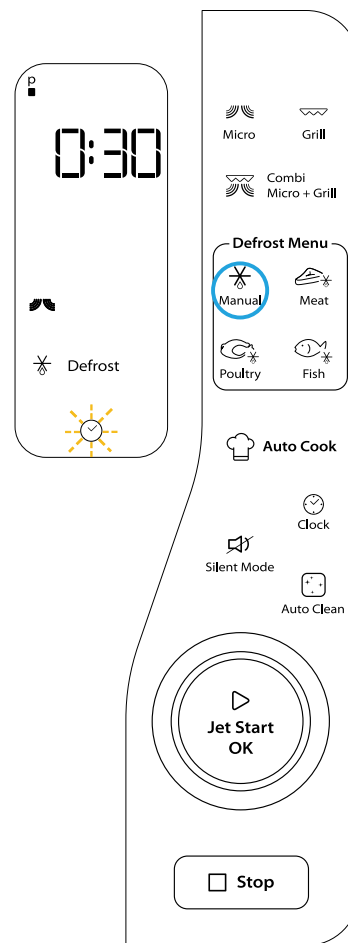 p
0:30
Defrost
Micro
Grill
Combi
Micro + Grill
Defrost Menu
Manual
Meat
Poultry
Fish
Auto Cook
Clock
Silent Mode
Auto Clean
Jet Start
OK
Stop